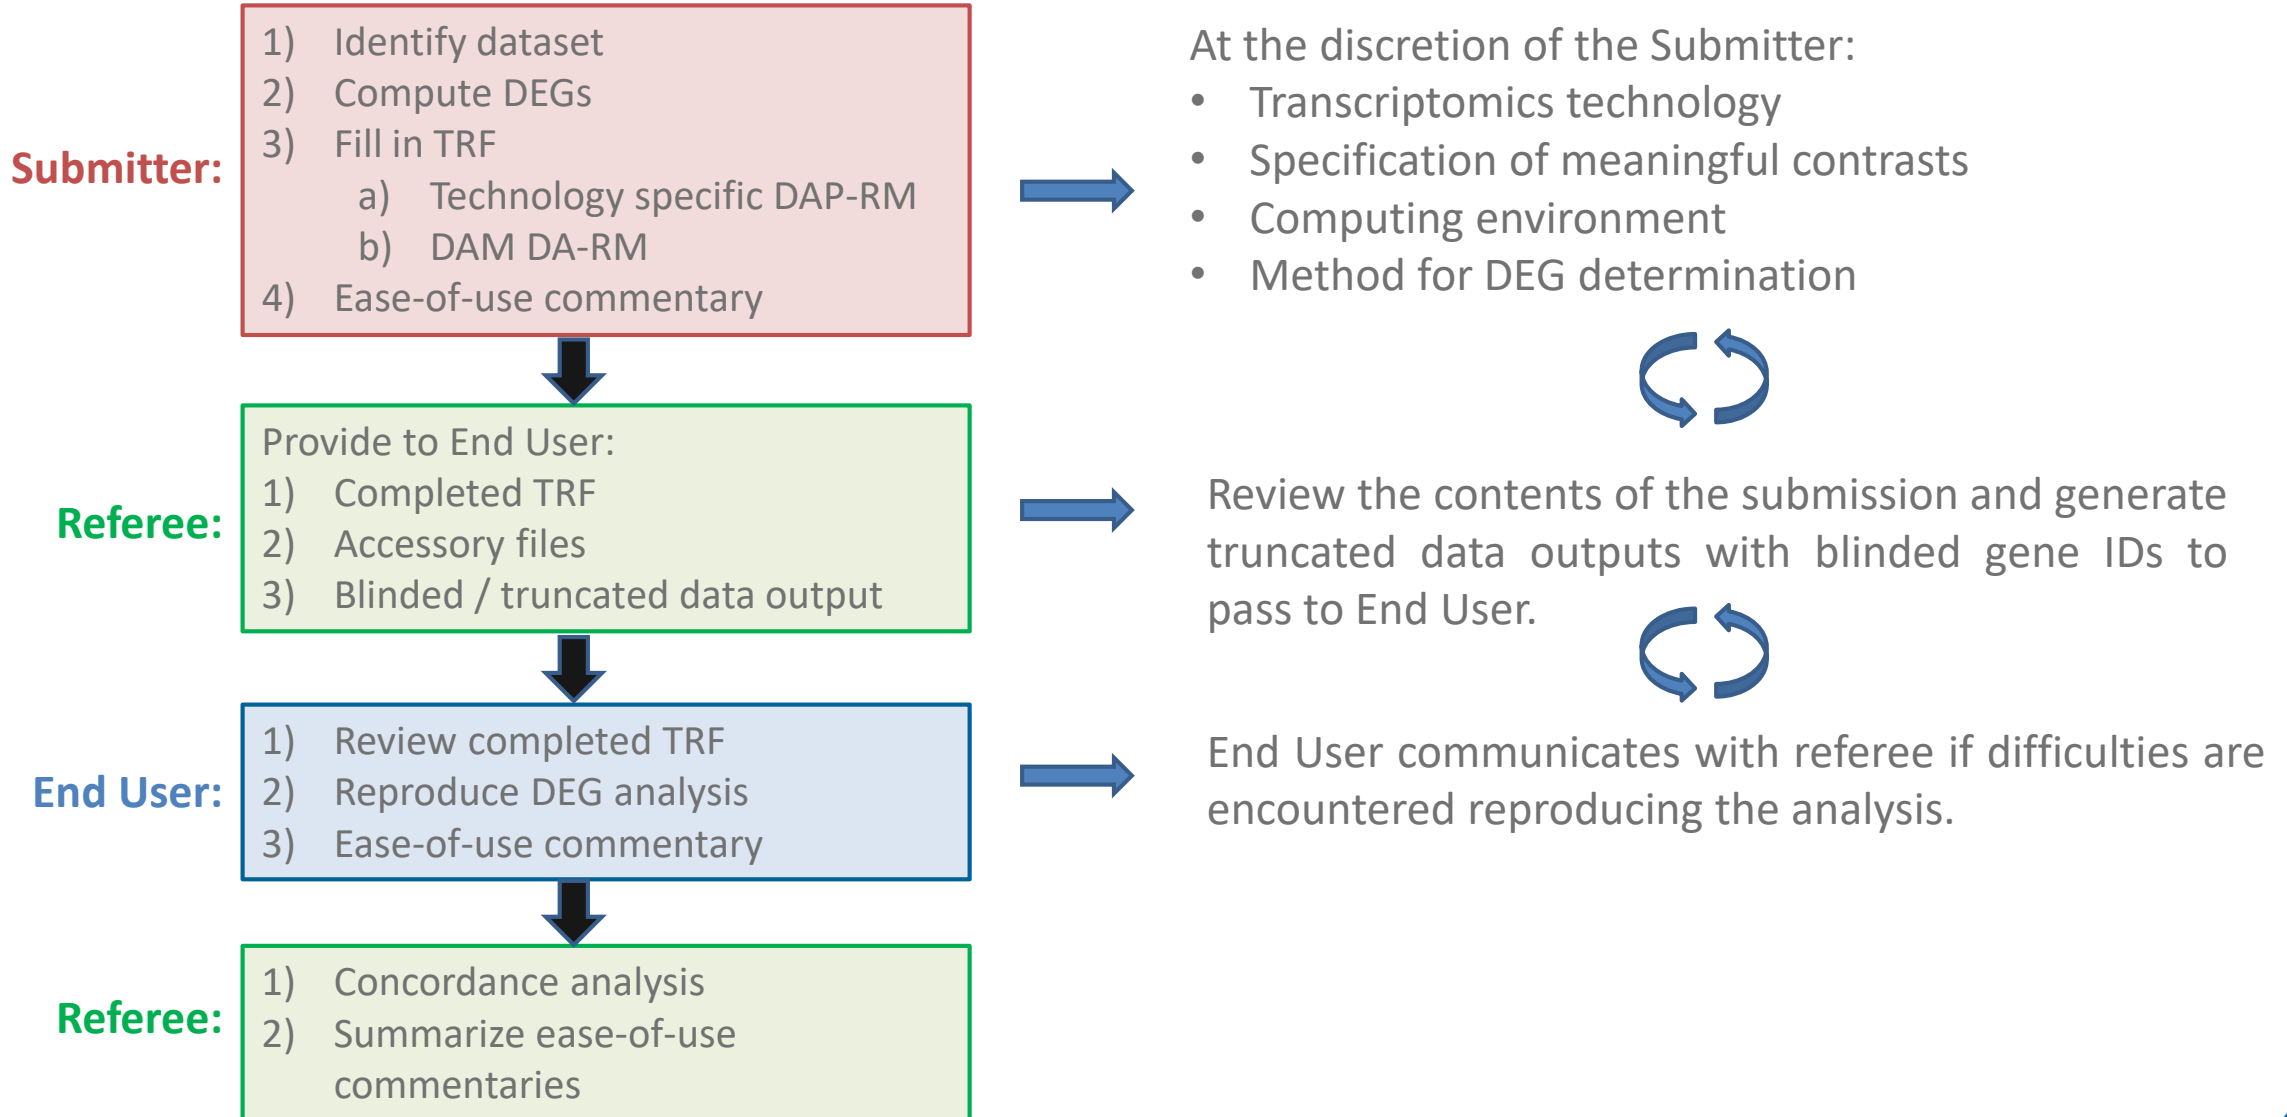 Submitter:
1) Identify dataset
2) Compute DEGs
3) Fill in TRF
a) Technology specific DAP-RM
b) DAM DA-RM
4) Ease-of-use commentary
At the discretion of the Submitter:
• Transcriptomics technology
• Specification of meaningful contrasts
• Computing environment
• Method for DEG determination
Referee:
Provide to End User:
1) Completed TRF
2) Accessory files
3) Blinded / truncated data output
Review the contents of the submission and generate
truncated data outputs with blinded gene IDs to
pass to End User.
End User:
1) Review completed TRF
2) Reproduce DEG analysis
3) Ease-of-use commentary
End User communicates with referee if difficulties are
encountered reproducing the analysis.
Referee:
1) Concordance analysis
2) Summarize ease-of-use
commentaries